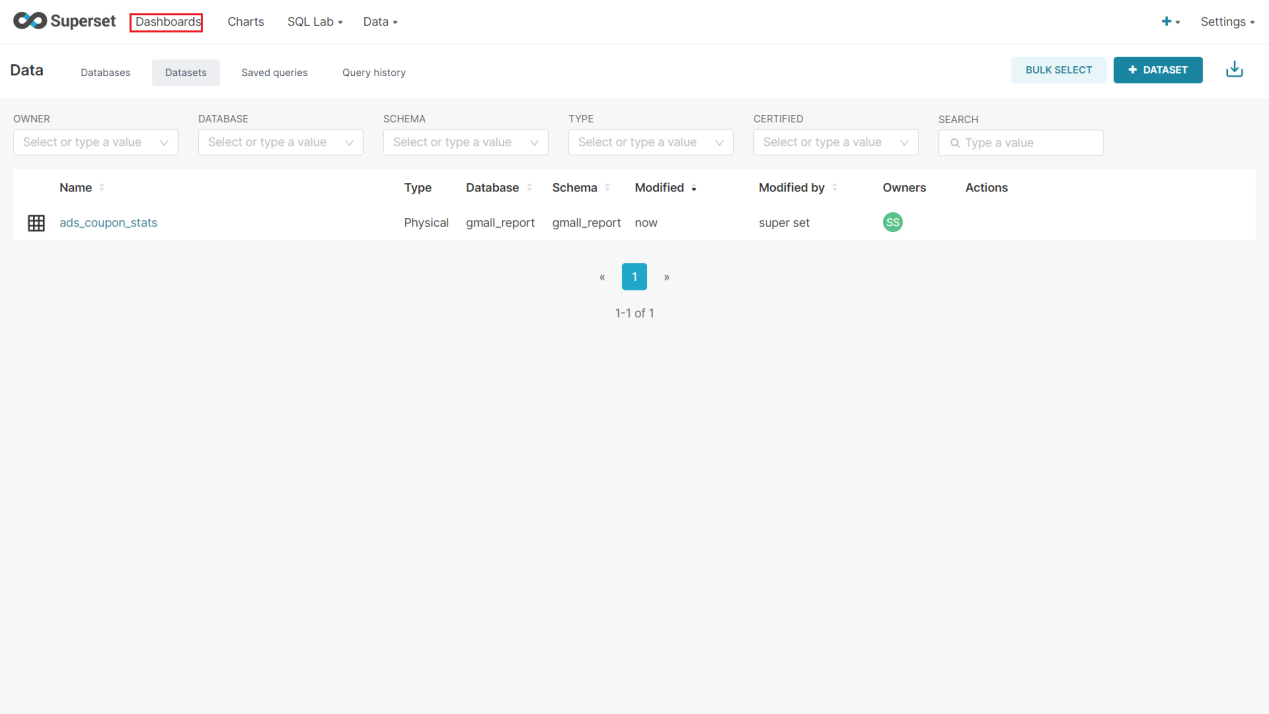 Superset Dashboards Charts SQL Lab Data Settings
Data Databases Datasets Saved queries Query history BULK SELECT + DATASET
OWNER DATABASE SCHEMA TYPE CERTIFIED SEARCH
Select or type a value Select or type a value Select or type a value Select or type a value Select or type a value Type a value
Name Type Database Schema Modified Modified by Owners Actions
ads_coupon_stats Physical gmall_report gmall_report now super set SS
« 1 »
1-1 of 1